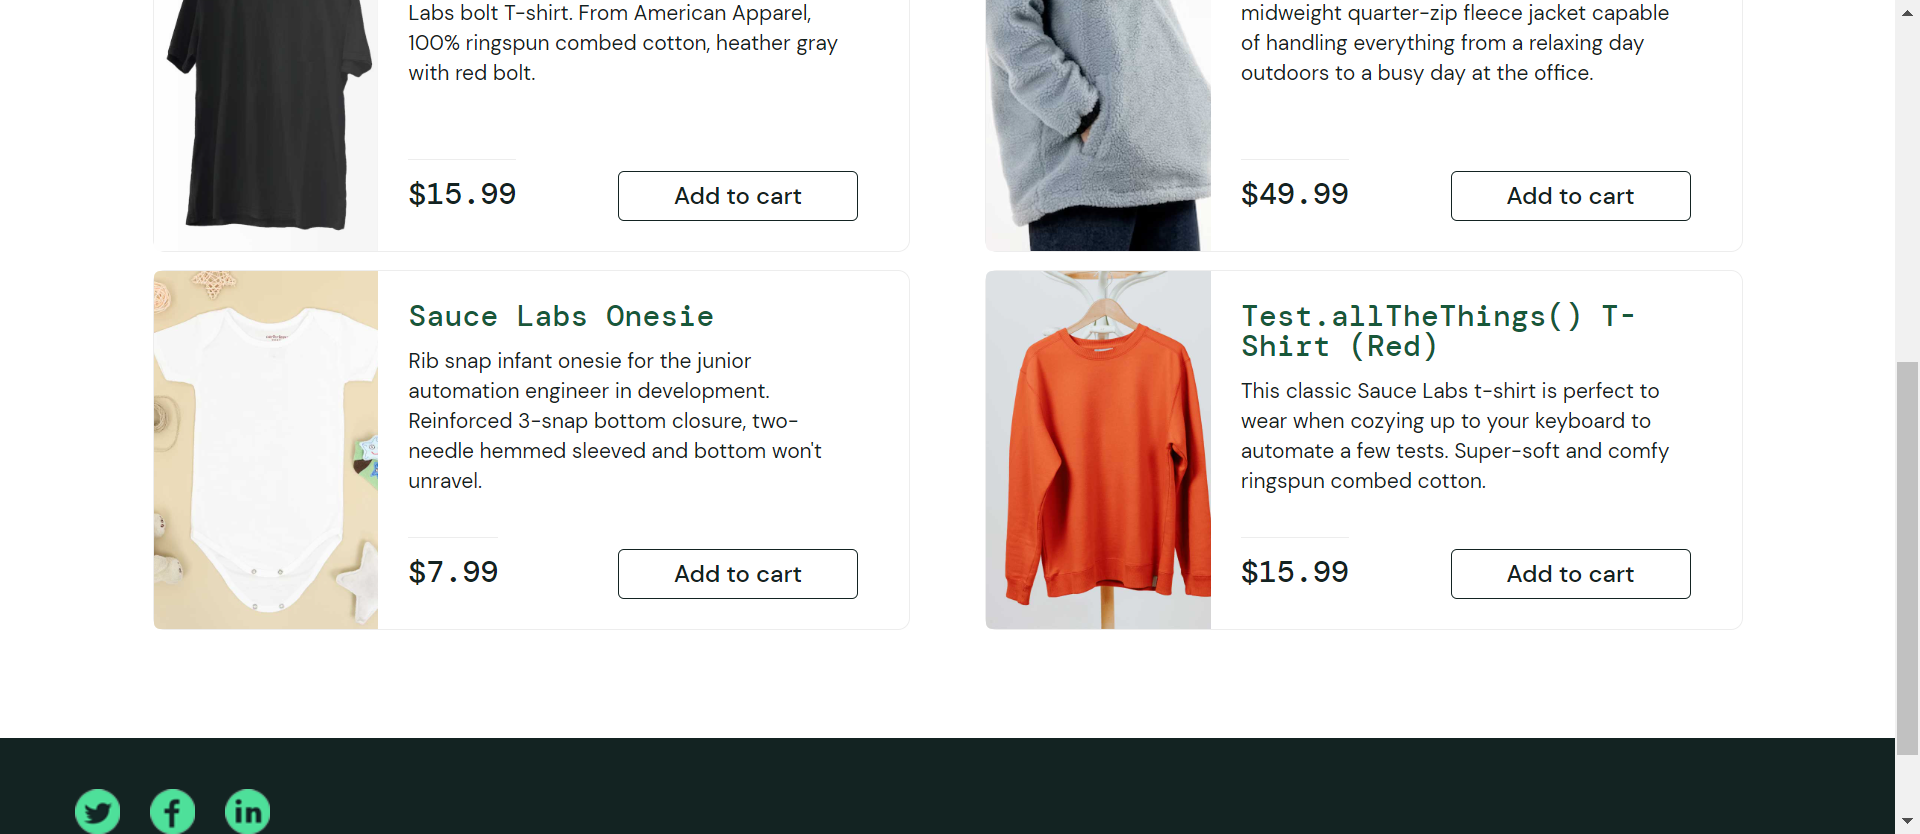 Labs bolt T-shirt. From American Apparel,
100% ringspun combed cotton, heather gray
with red bolt.
$15.99
Add to cart
midweight quarter-zip fleece jacket capable
of handling everything from a relaxing day
outdoors to a busy day at the office.
$49.99
Add to cart
Sauce Labs Onesie
Rib snap infant onesie for the junior
automation engineer in development.
Reinforced 3-snap bottom closure, two-
needle hemmed sleeved and bottom won't
unravel.
$7.99
Add to cart
Test.allTheThings() T-
Shirt (Red)
This classic Sauce Labs t-shirt is perfect to
wear when cozying up to your keyboard to
automate a few tests. Super-soft and comfy
ringspun combed cotton.
$15.99
Add to cart